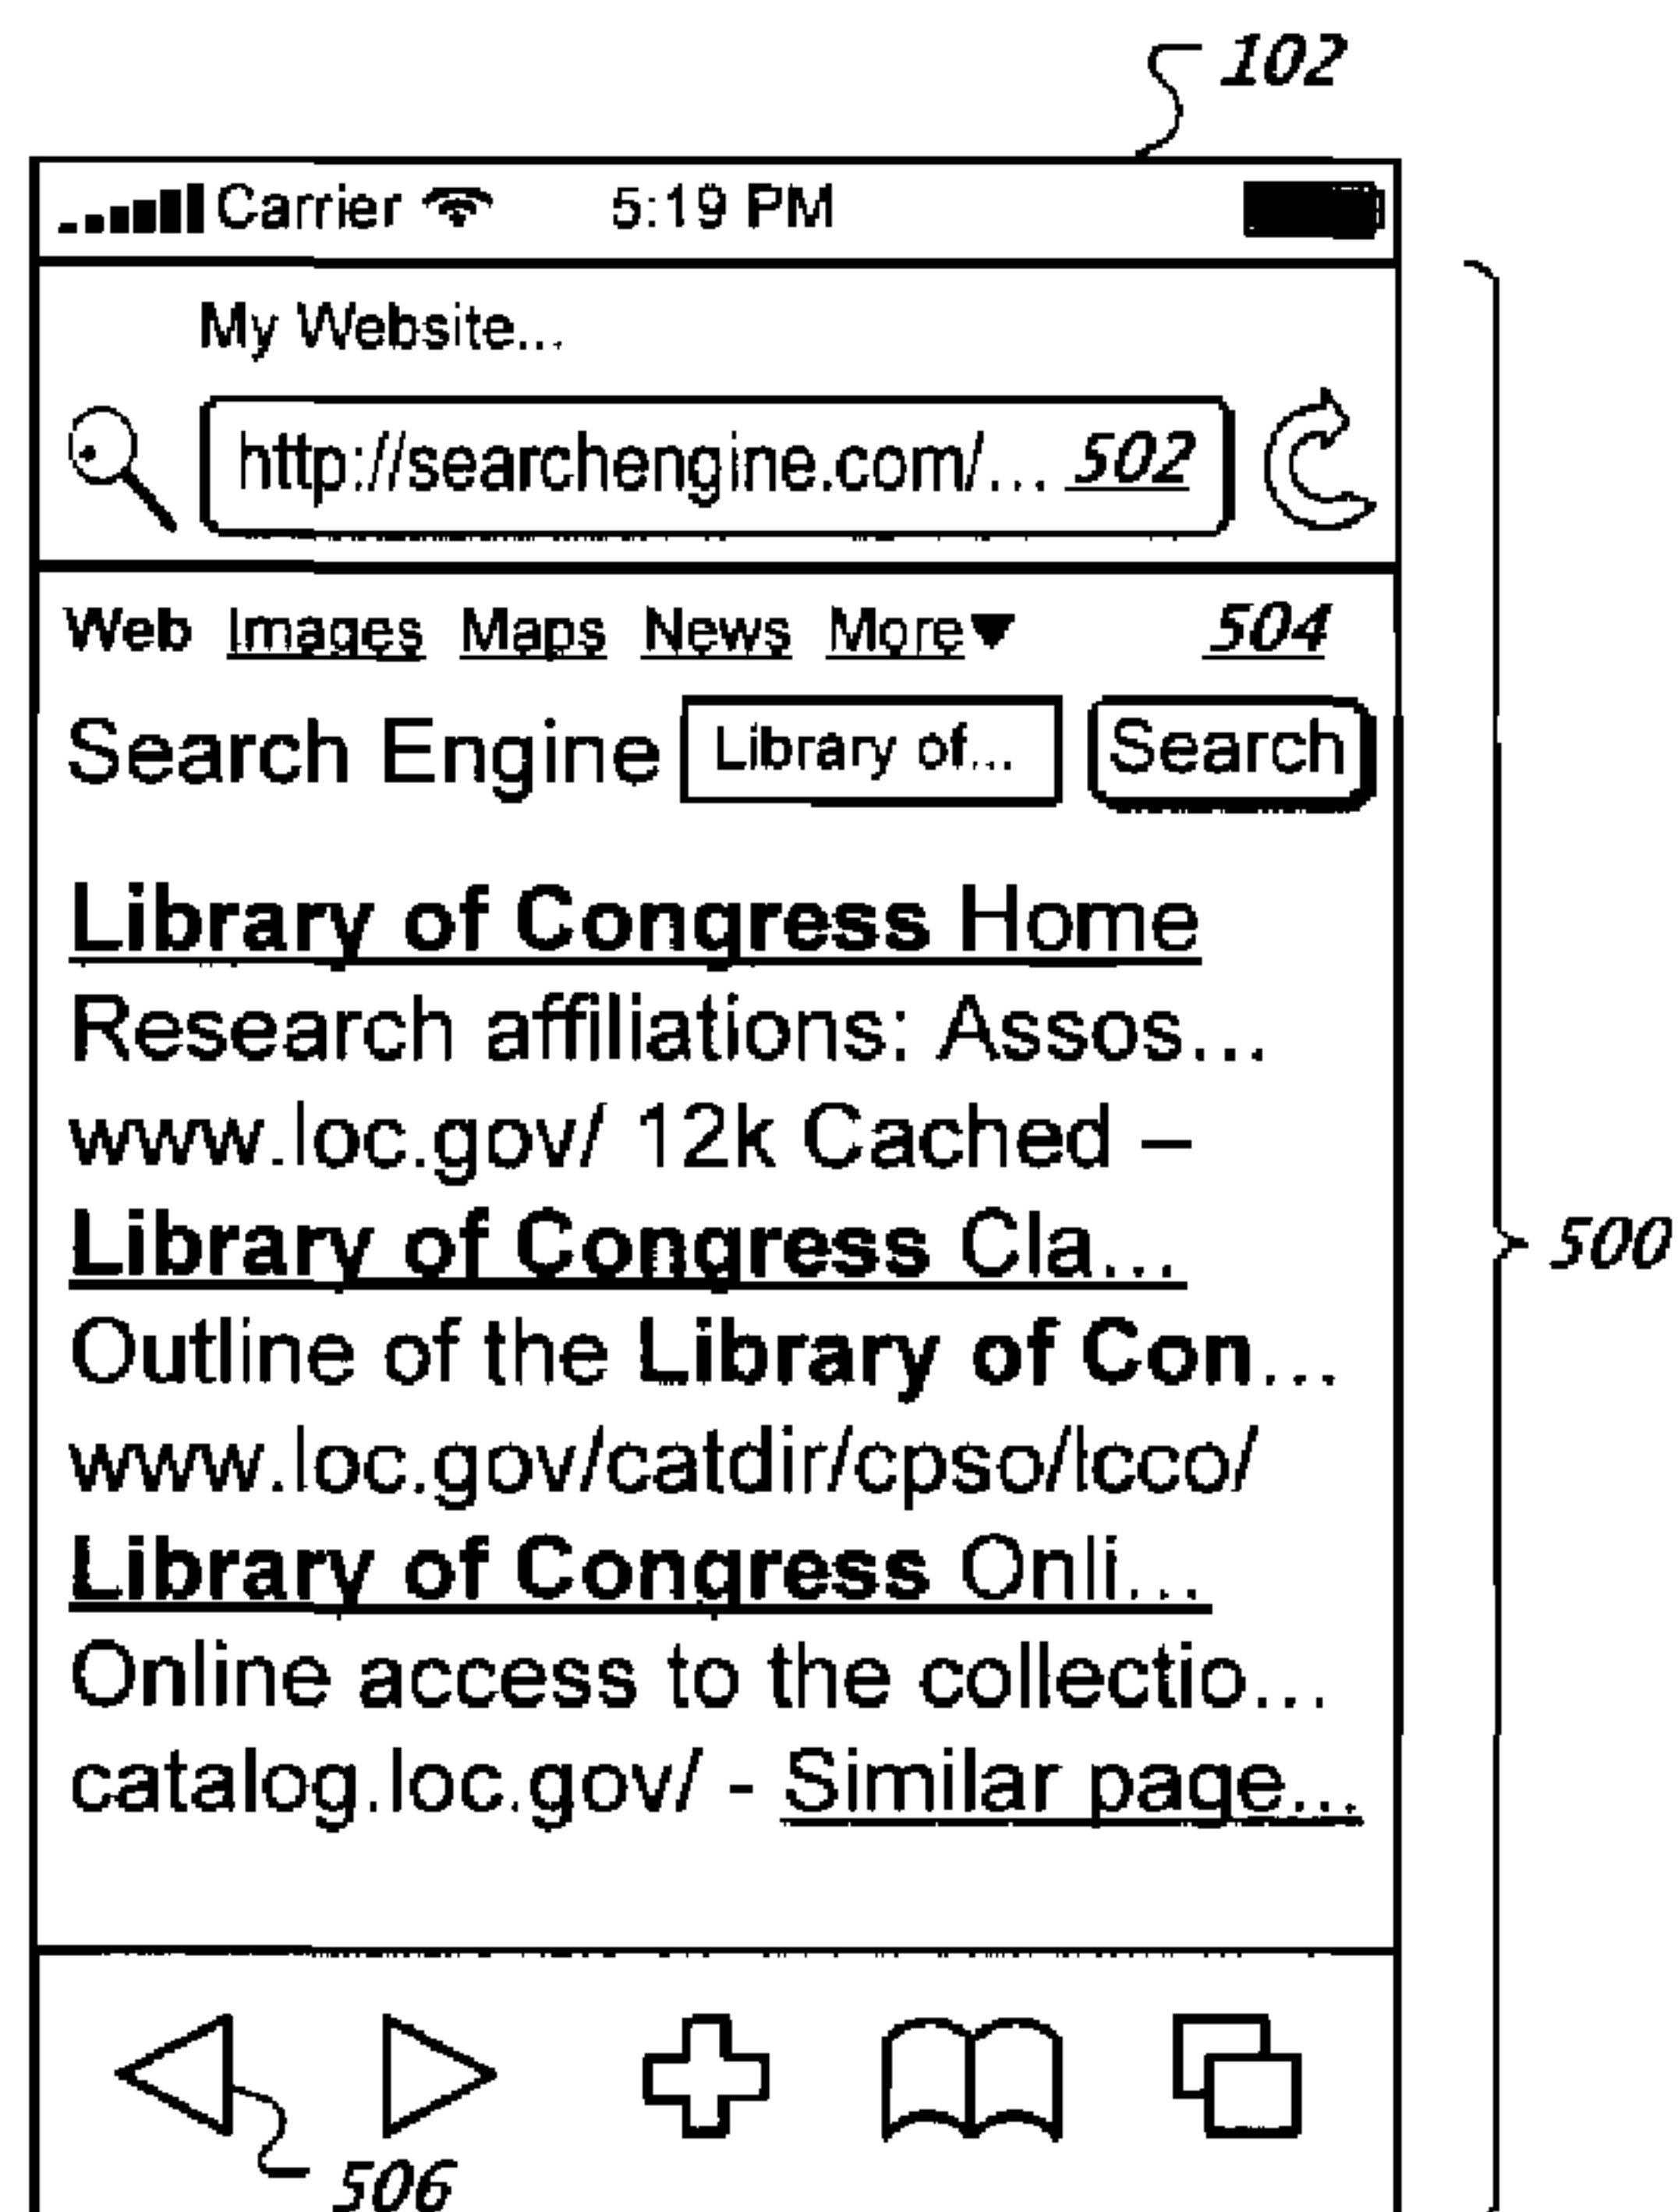 102
Carrier 5:19 PM
My Website...
http://searchengine.com/... 502
Web Images Maps News More 504
Search Engine Library of... Search
Library of Congress Home
Research affiliations: Assos...
www.loc.gov/ 12k Cached –
Library of Congress Cla...
500
Outline of the Library of Con...
www.loc.gov/catdir/cpso/lcco/
Library of Congress Onli...
Online access to the collectio...
catalog.loc.gov/ - Similar page...
506